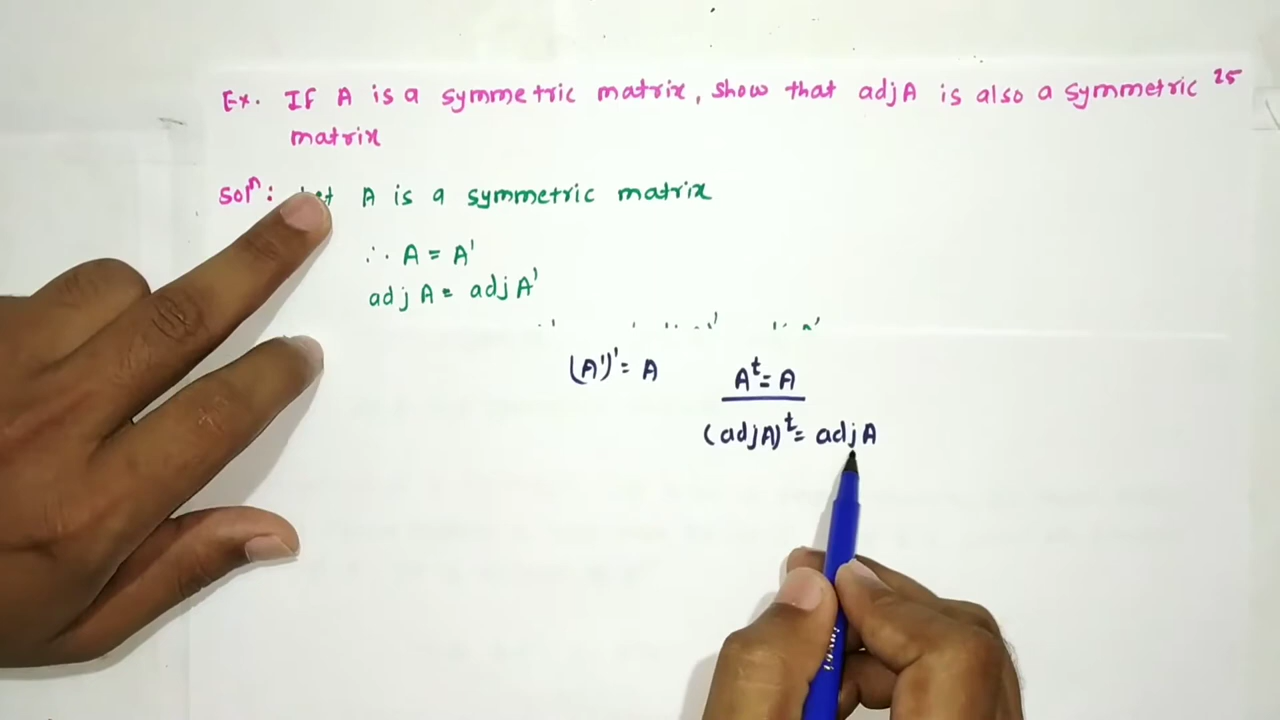 Ex. If A is a symmetric matrix, show that adj A is also a symmetric 25
matrix
Solⁿ: A is a symmetric matrix
∴ A = A'
adj A = adj A'
(A')' = A
Aᵗ = A
(adj A)ᵗ = adj A